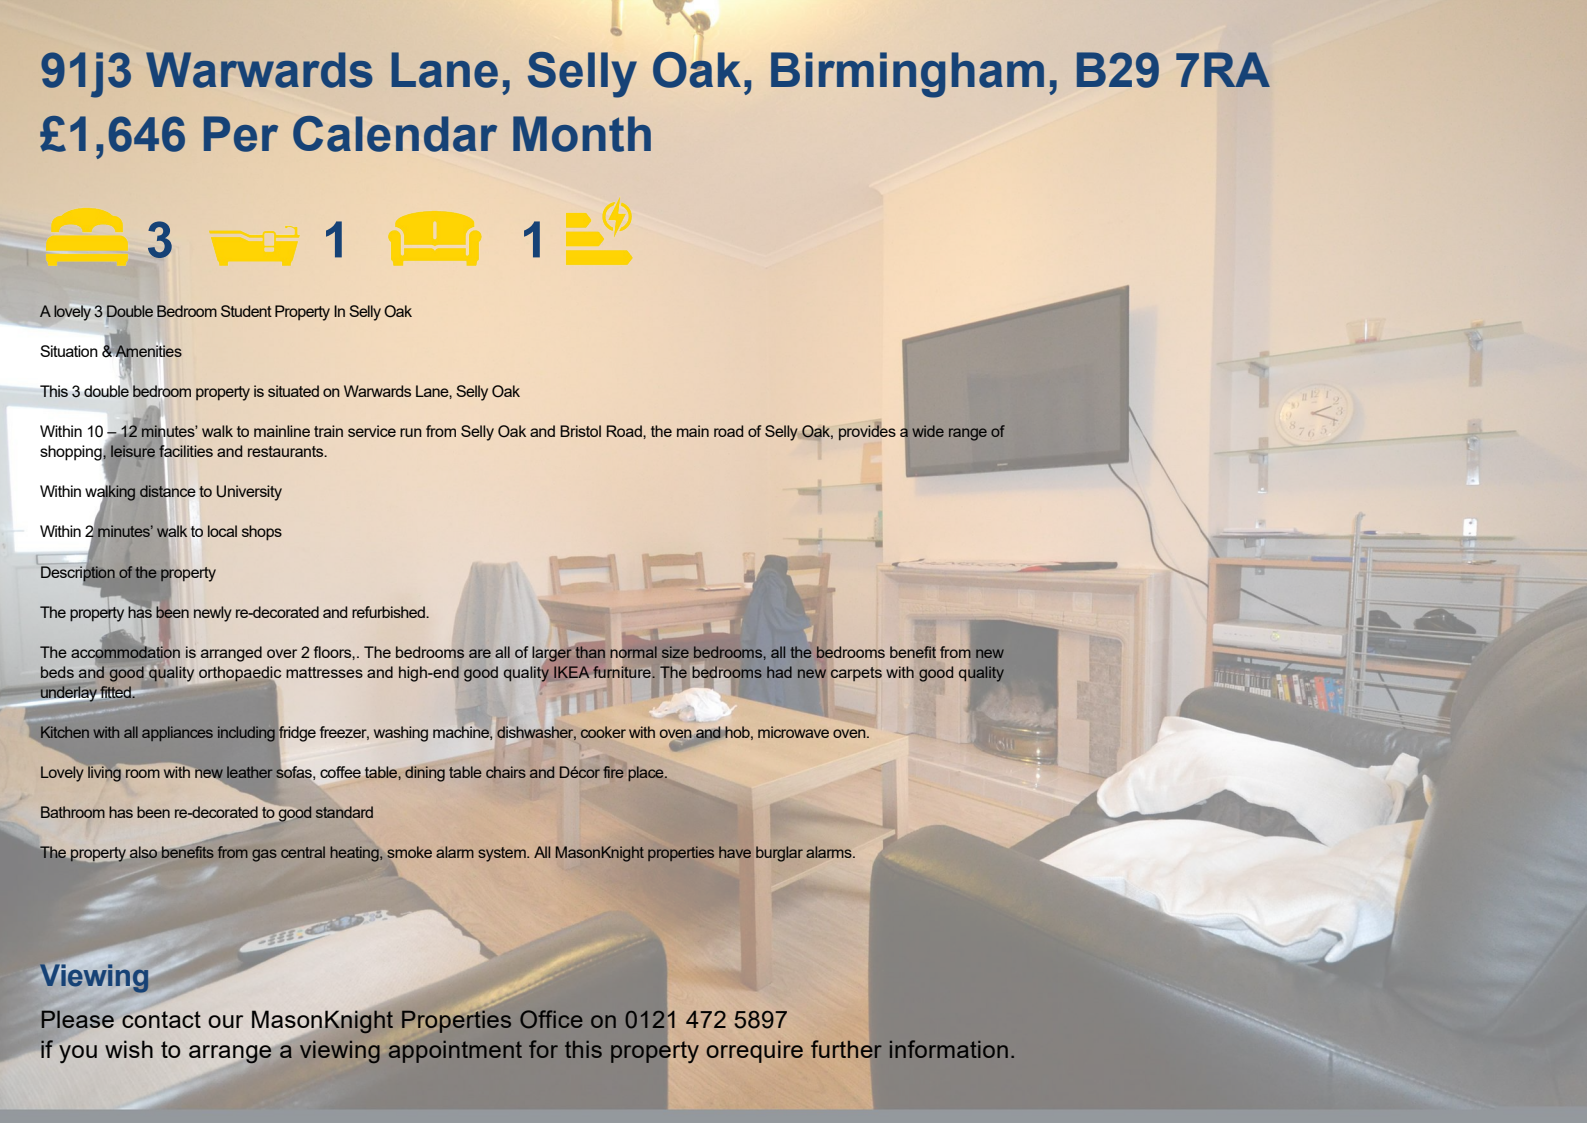 91j3 Warwards Lane, Selly Oak, Birmingham, B29 7RA
£1,646 Per Calendar Month
3 1 1
A lovely 3 Double Bedroom Student Property In Selly Oak
Situation & Amenities
This 3 double bedroom property is situated on Warwards Lane, Selly Oak
Within 10 – 12 minutes’ walk to mainline train service run from Selly Oak and Bristol Road, the main road of Selly Oak, provides a wide range of
shopping, leisure facilities and restaurants.
Within walking distance to University
Within 2 minutes’ walk to local shops
Description of the property
The property has been newly re-decorated and refurbished.
The accommodation is arranged over 2 floors,. The bedrooms are all of larger than normal size bedrooms, all the bedrooms benefit from new
beds and good quality orthopaedic mattresses and high-end good quality IKEA furniture. The bedrooms had new carpets with good quality
underlay fitted.
Kitchen with all appliances including fridge freezer, washing machine, dishwasher, cooker with oven and hob, microwave oven.
Lovely living room with new leather sofas, coffee table, dining table chairs and Décor fire place.
Bathroom has been re-decorated to good standard
The property also benefits from gas central heating, smoke alarm system. All MasonKnight properties have burglar alarms.
Viewing
Please contact our MasonKnight Properties Office on 0121 472 5897
if you wish to arrange a viewing appointment for this property orrequire further information.